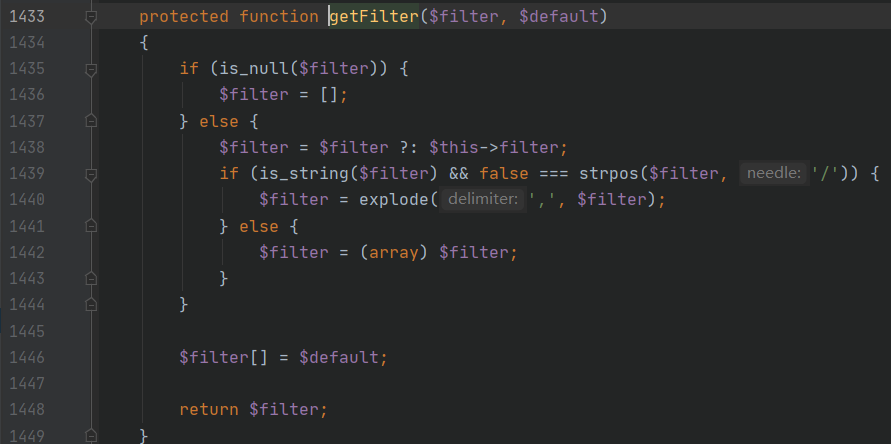 1433 protected function getFilter($filter, $default)
1434 {
1435 if (is_null($filter)) {
1436 $filter = [];
1437 } else {
1438 $filter = $filter ?: $this->filter;
1439 if (is_string($filter) && false === strpos($filter, needle: '/')) {
1440 $filter = explode( delimiter: ',', $filter);
1441 } else {
1442 $filter = (array) $filter;
1443 }
1444 }
1445
1446 $filter[] = $default;
1447
1448 return $filter;
1449 }